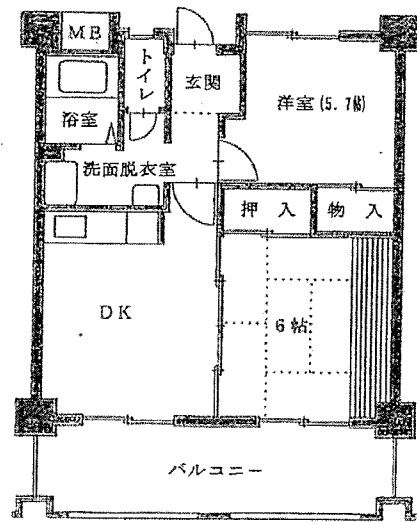 MB
トイレ
玄関
浴室
洋室(5.7帖)
洗面脱衣室
押入
物入
DK
6帖
バルコニー